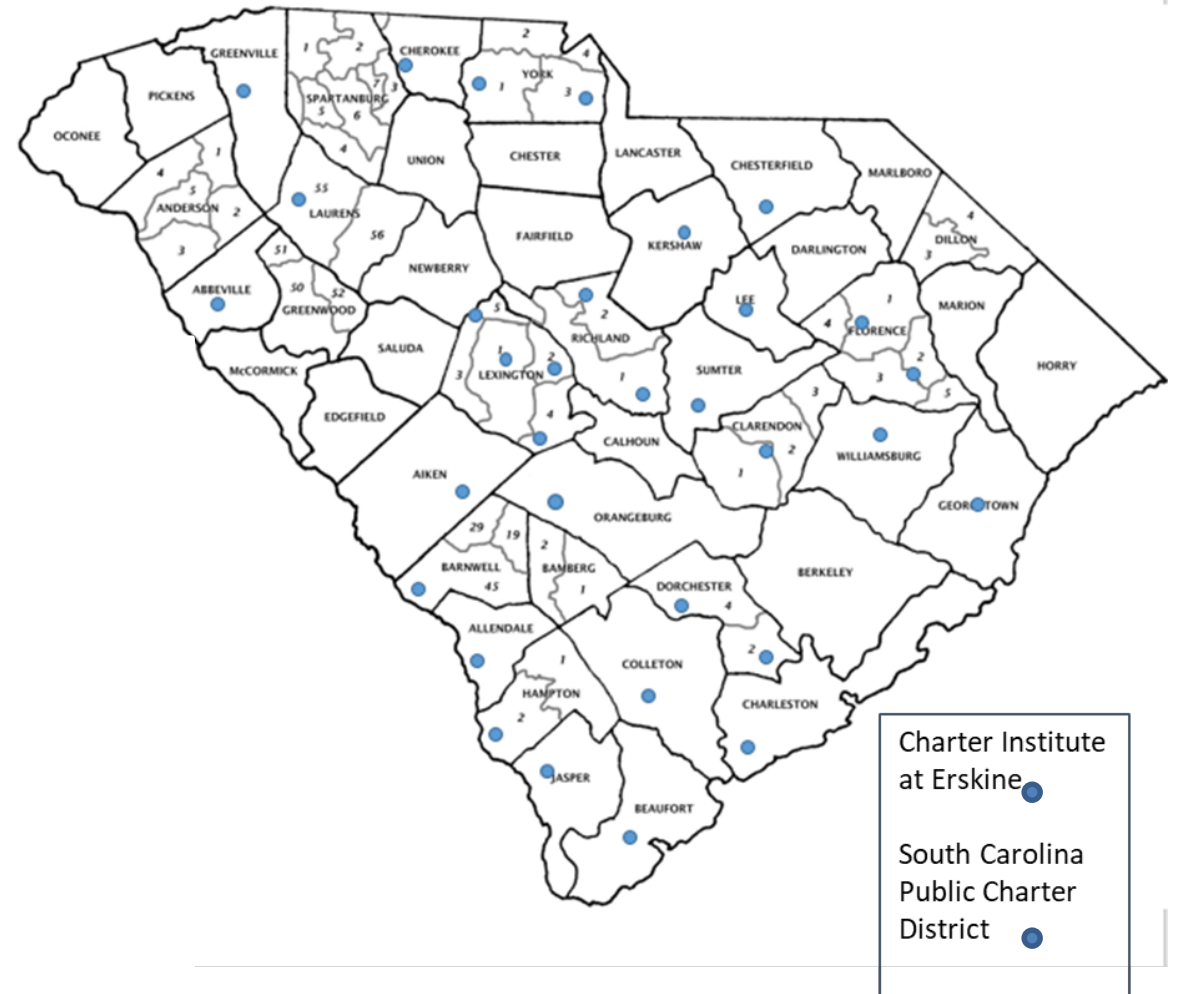 2
GREENVILLE
1
2
CHEROKEE
4
YORK
7
3
1
3
PICKENS
SPARTANBURG
5
6
OCONEE
4
UNION
CHESTER
LANCASTER
CHESTERFIELD
MARLBORO
1
4
5
ANDERSON
2
55
LAURENS
4
3
51
56
FAIRFIELD
KERSHAW
DARLINGTON
DILLON
3
NEWBERRY
ABBEVILLE
50
52
GREENWOOD
LEE
1
MARION
5
2
4
FLORENCE
RICHLAND
SALUDA
1
2
2
McCORMICK
3
LEXINGTON
1
SUMTER
3
HORRY
3
5
EDGEFIELD
4
CALHOUN
CLARENDON
2
WILLIAMSBURG
AIKEN
1
ORANGEBURG
GEORGETOWN
29
19
2
BARNWELL
BAMBERG
45
1
DORCHESTER
4
BERKELEY
ALLENDALE
1
COLLETON
2
HAMPTON
2
CHARLESTON
JASPER
BEAUFORT
Charter Institute
at Erskine
South Carolina
Public Charter
District